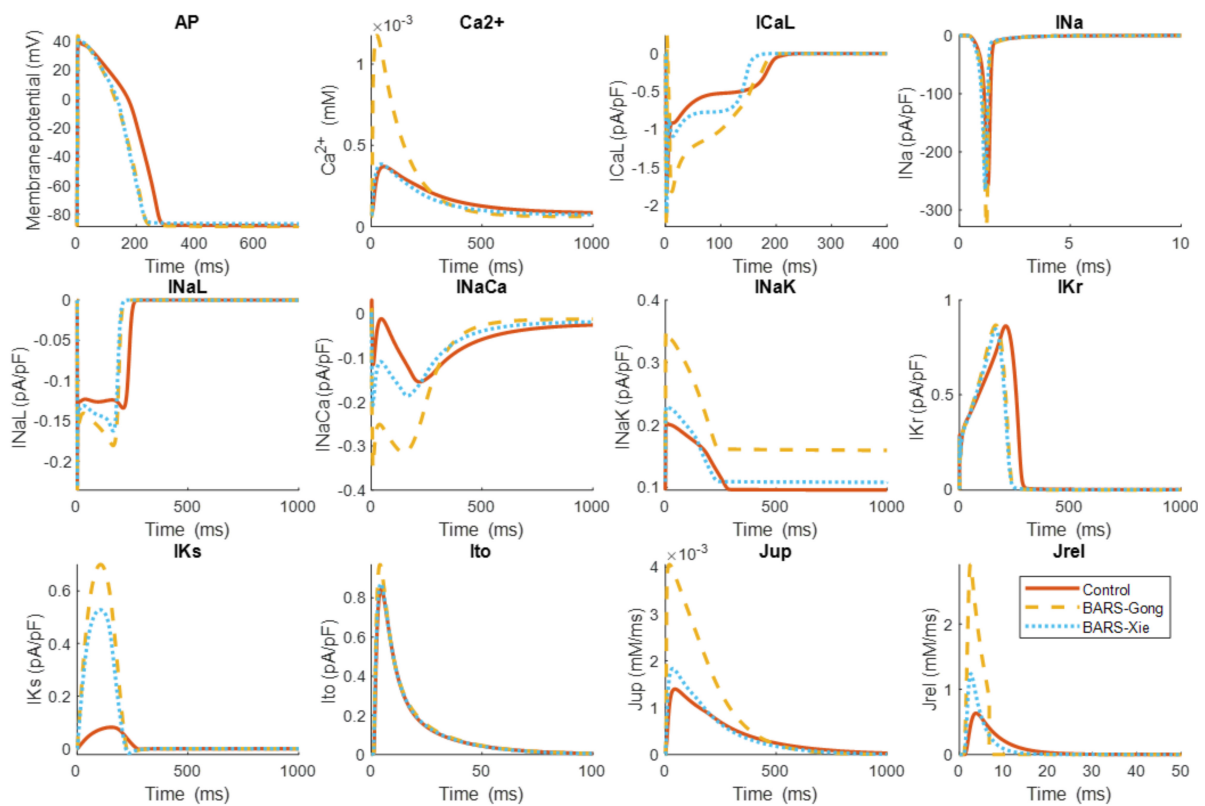 AP
Membrane potential (mV)
40
20
0
-20
-40
-60
-80
0 200 400 600
Time (ms)
Ca2+
×10-3
Ca2+ (mM)
1
0.5
0
0 500 1000
Time (ms)
ICaL
ICaL (pA/pF)
0
-0.5
-1
-1.5
-2
0 100 200 300 400
Time (ms)
INa
INa (pA/pF)
0
-100
-200
-300
0 5 10
Time (ms)
INaL
INaL (pA/pF)
0
-0.05
-0.1
-0.15
-0.2
0 500 1000
Time (ms)
INaCa
INaCa (pA/pF)
0
-0.1
-0.2
-0.3
-0.4
0 500 1000
Time (ms)
INaK
INaK (pA/pF)
0.4
0.3
0.2
0.1
0 500 1000
Time (ms)
IKr
IKr (pA/pF)
1
0.5
0
0 500 1000
Time (ms)
IKs
IKs (pA/pF)
0.6
0.4
0.2
0
0 500 1000
Time (ms)
Ito
Ito (pA/pF)
0.8
0.6
0.4
0.2
0
0 50 100
Time (ms)
Jup
×10-3
Jup (mM/ms)
4
3
2
1
0
0 500 1000
Time (ms)
Jrel
Jrel (mM/ms)
2
1
0
0 10 20 30 40 50
Time (ms)
Control
BARS-Gong
BARS-Xie